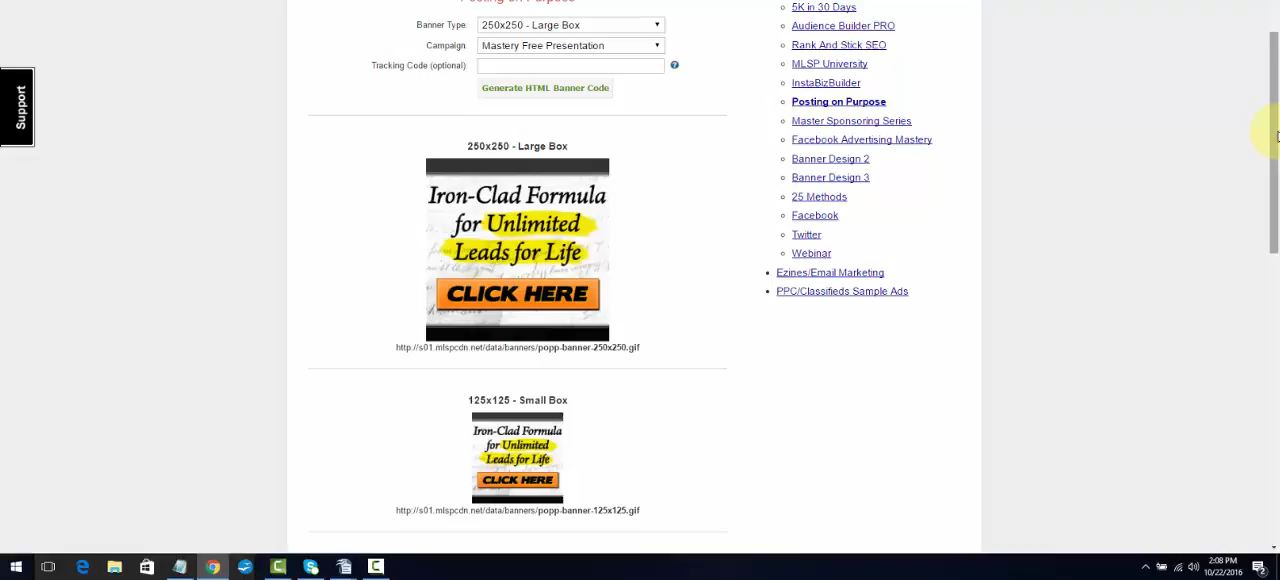 Posting on Purpose
Banner Type:
250x250 - Large Box
Campaign:
Mastery Free Presentation
Tracking Code (optional):
Generate HTML Banner Code
250x250 - Large Box
Iron-Clad Formula
for Unlimited
Leads for Life
CLICK HERE
http://s01.mlspcdn.net/data/banners/popp-banner-250x250.gif
125x125 - Small Box
Iron-Clad Formula
for Unlimited
Leads for Life
CLICK HERE
http://s01.mlspcdn.net/data/banners/popp-banner-125x125.gif
5K in 30 Days
Audience Builder PRO
Rank And Stick SEO
MLSP University
InstaBizBuilder
Posting on Purpose
Master Sponsoring Series
Facebook Advertising Mastery
Banner Design 2
Banner Design 3
25 Methods
Facebook
Twitter
Webinar
Ezines/Email Marketing
PPC/Classifieds Sample Ads
Support
2:08 PM
10/22/2016
2